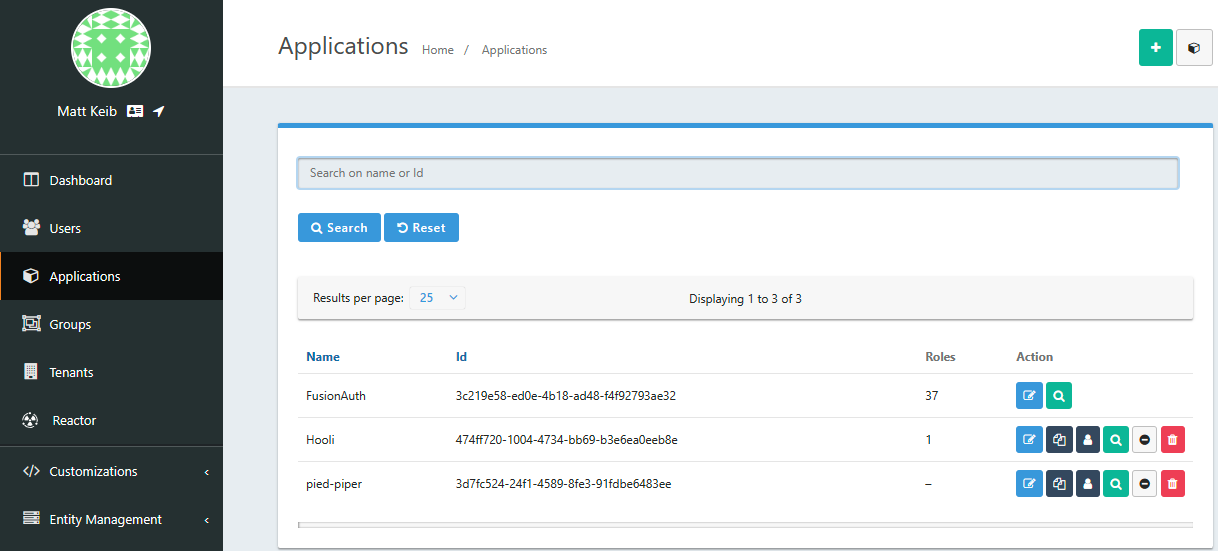 Matt Keib
Dashboard
Users
Applications
Groups
Tenants
Reactor
Customizations
Entity Management
Applications Home / Applications
Search on name or Id
Search Reset
Results per page: 25 Displaying 1 to 3 of 3
Name Id Roles Action
FusionAuth 3c219e58-ed0e-4b18-ad48-f4f92793ae32 37
Hooli 474ff720-1004-4734-bb69-b3e6ea0eeb8e 1
pied-piper 3d7fc524-24f1-4589-8fe3-91fdbe6483ee –